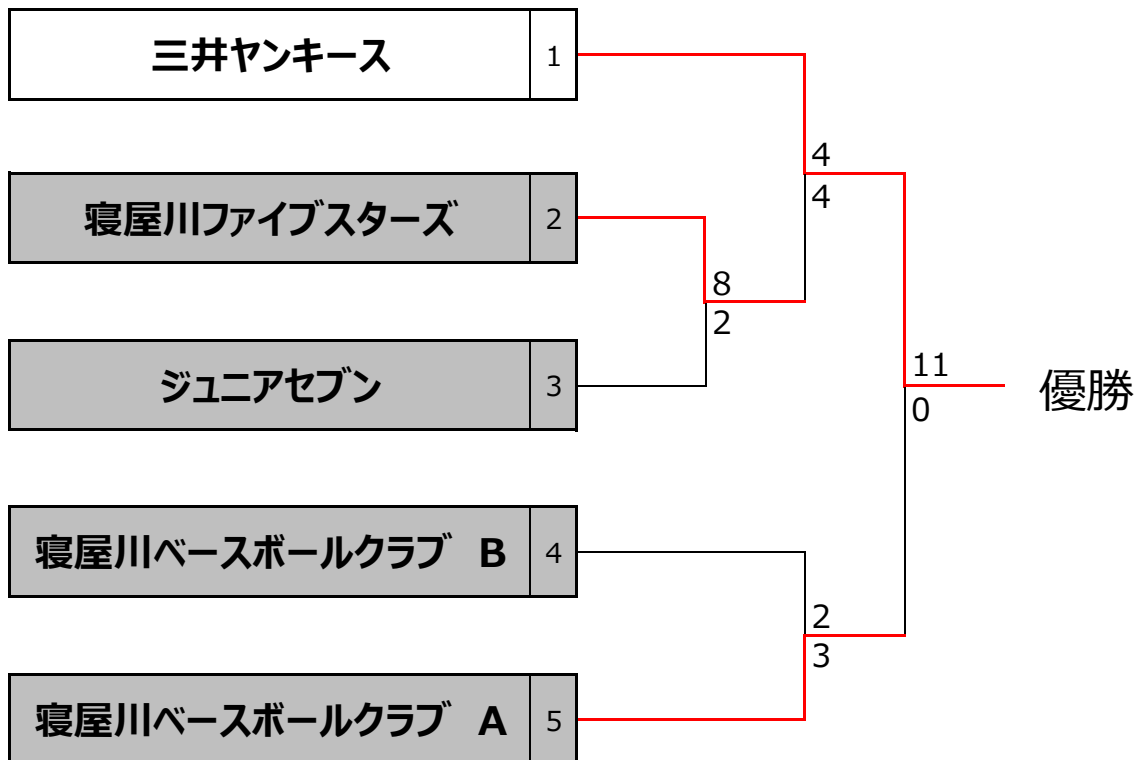 三井ヤンキース 1
4
4
寝屋川ファイブスターズ 2
8
2
ジュニアセブン 3
11
0
優勝
寝屋川ベースボールクラブ B 4
2
3
寝屋川ベースボールクラブ A 5